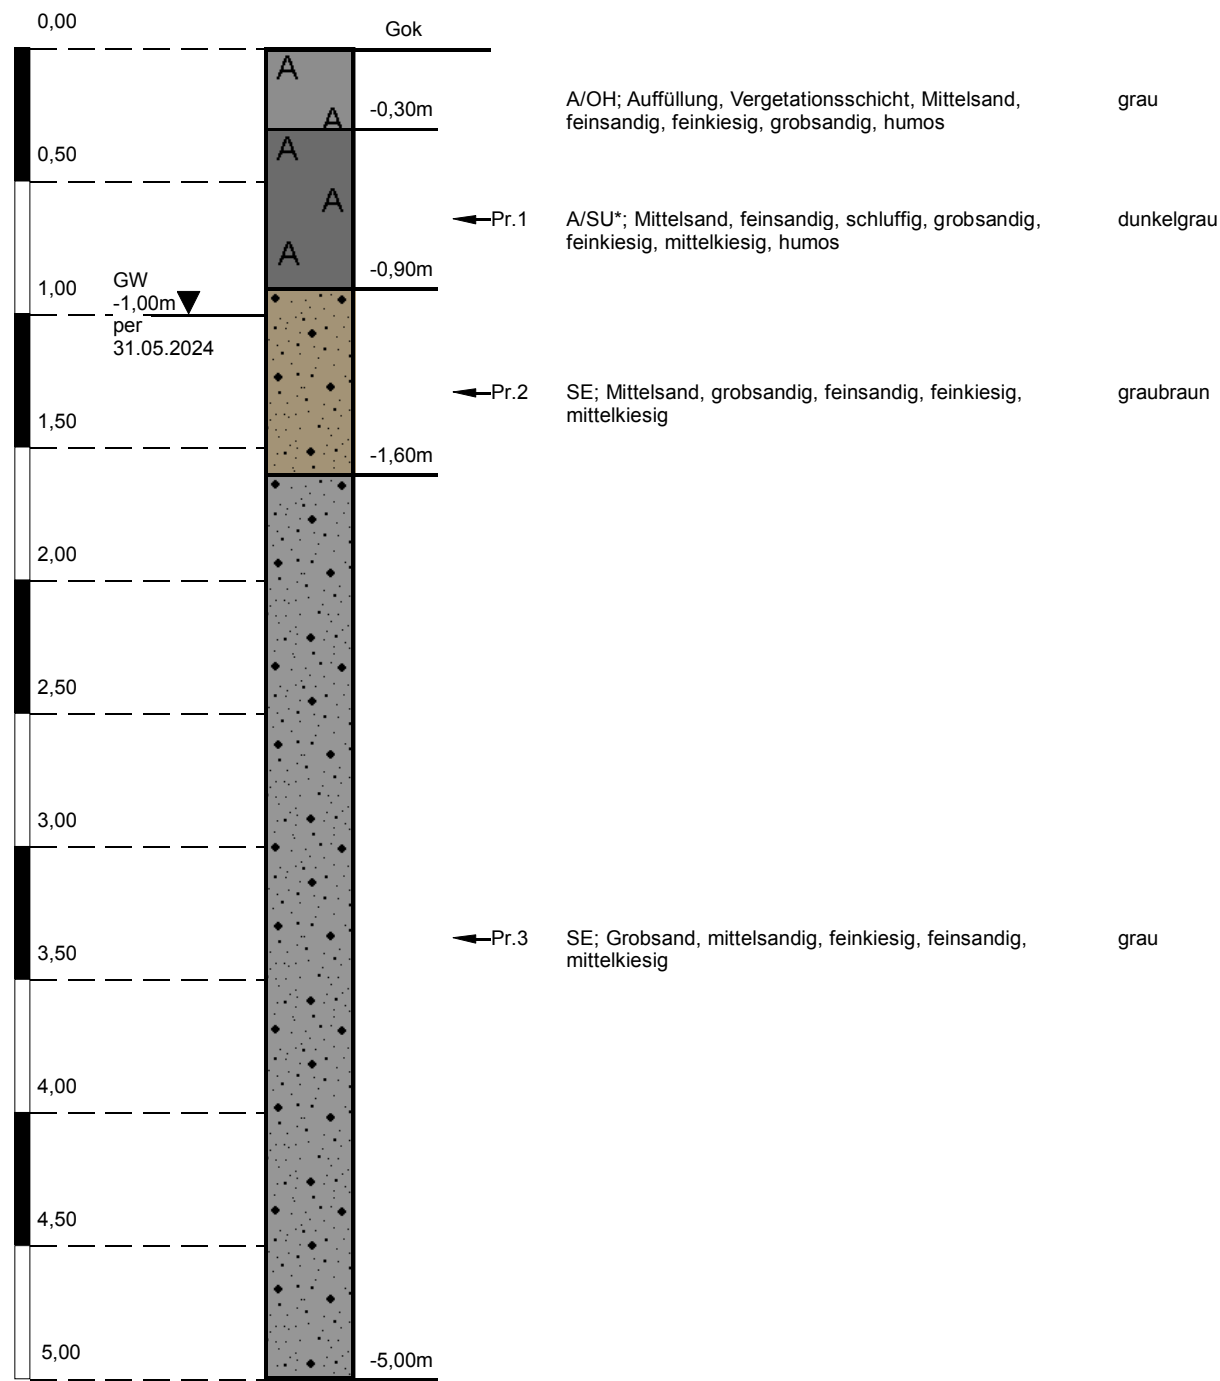 0,00
Gok
A
A
-0,30m
A/OH; Auffüllung, Vergetationsschicht, Mittelsand,
feinsandig, feinkiesig, grobsandig, humos
grau
0,50
A
A
A
Pr.1
A/SU*; Mittelsand, feinsandig, schluffig, grobsandig,
feinkiesig, mittelkiesig, humos
dunkelgrau
-0,90m
1,00
GW
-1,00m
per
31.05.2024
Pr.2
SE; Mittelsand, grobsandig, feinsandig, feinkiesig,
mittelkiesig
graubraun
1,50
-1,60m
2,00
2,50
3,00
Pr.3
SE; Grobsand, mittelsandig, feinkiesig, feinsandig,
mittelkiesig
grau
3,50
4,00
4,50
5,00
-5,00m